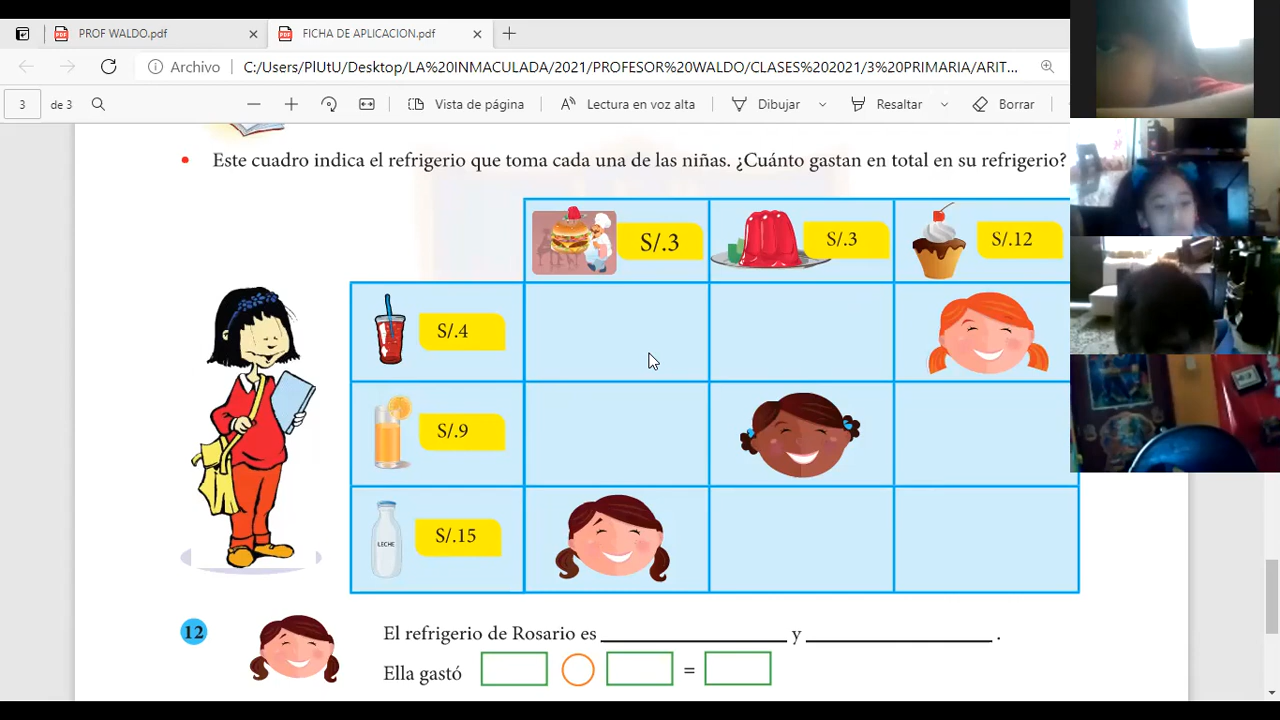 PROF WALDO.pdf
FICHA DE APLICACION.pdf
Archivo C:/Users/PlUtU/Desktop/LA%20INMACULADA/2021/PROFESOR%20WALDO/CLASES%202021/3%20PRIMARIA/ARIT...
3 de 3 Vista de página Lectura en voz alta Dibujar Resaltar Borrar
• Este cuadro indica el refrigerio que toma cada una de las niñas. ¿Cuánto gastan en total en su refrigerio?
S/.3 S/.3 S/.12
S/.4
S/.9
LECHE S/.15
12 El refrigerio de Rosario es ____________ y ____________ .
Ella gastó =